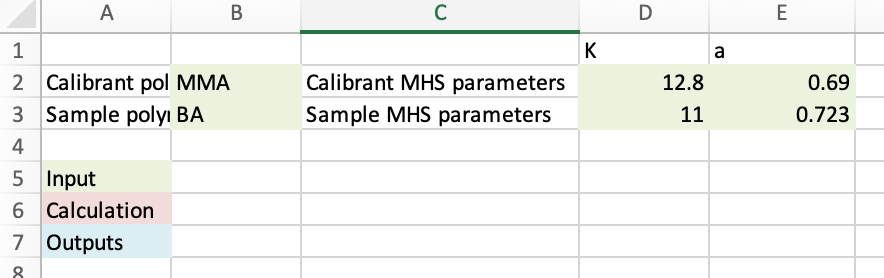 A B C D E
1 K a
2 Calibrant pol MMA Calibrant MHS parameters 12.8 0.69
3 Sample poly BA Sample MHS parameters 11 0.723
4
5 Input
6 Calculation
7 Outputs
8